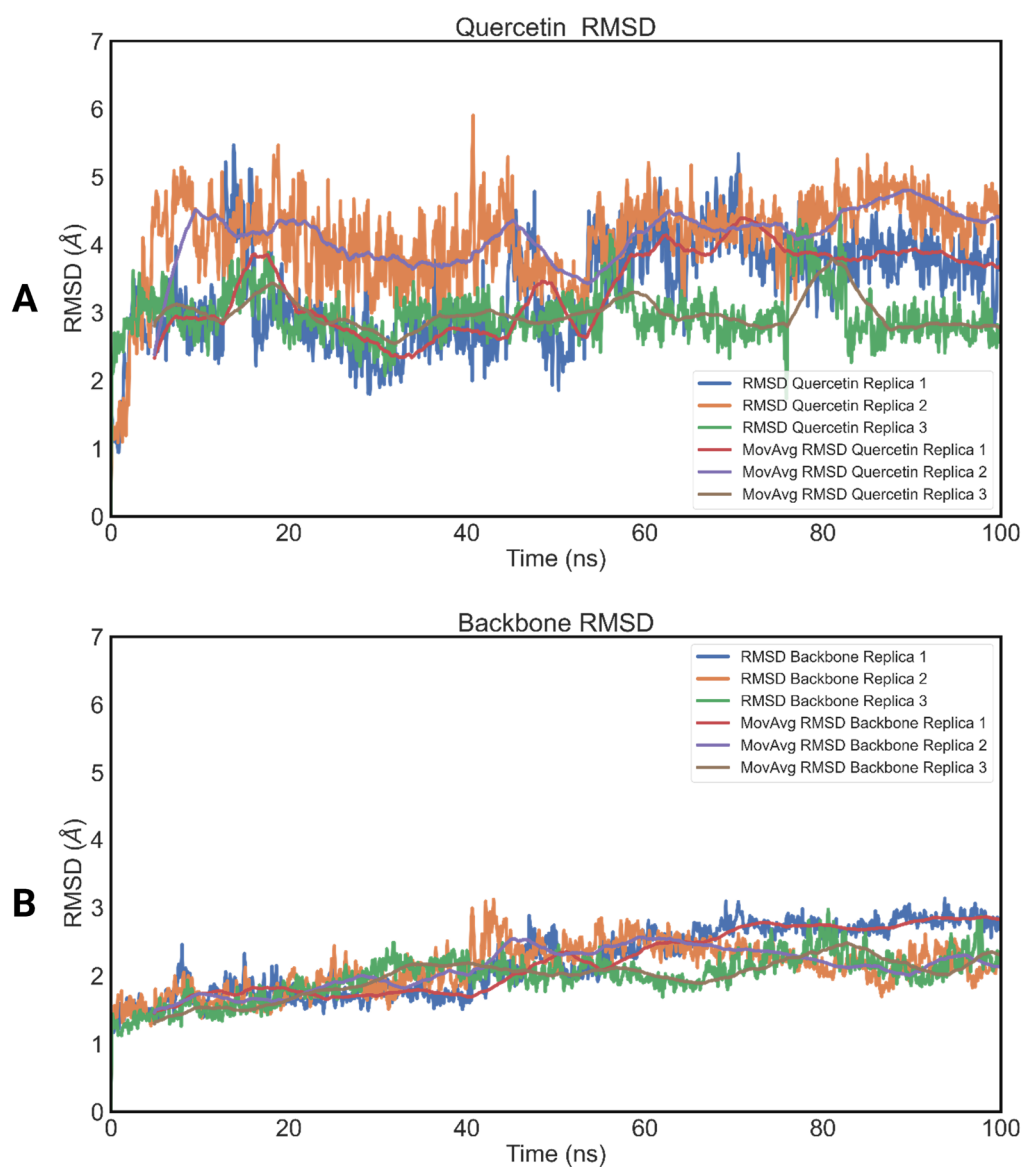 Quercetin  RMSD
A
RMSD (Å)
7
6
5
4
3
2
1
0
RMSD Quercetin Replica 1
RMSD Quercetin Replica 2
RMSD Quercetin Replica 3
MovAvg RMSD Quercetin Replica 1
MovAvg RMSD Quercetin Replica 2
MovAvg RMSD Quercetin Replica 3
0 20 40 60 80 100
Time (ns)
Backbone RMSD
B
RMSD (Å)
7
6
5
4
3
2
1
0
RMSD Backbone Replica 1
RMSD Backbone Replica 2
RMSD Backbone Replica 3
MovAvg RMSD Backbone Replica 1
MovAvg RMSD Backbone Replica 2
MovAvg RMSD Backbone Replica 3
0 20 40 60 80 100
Time (ns)